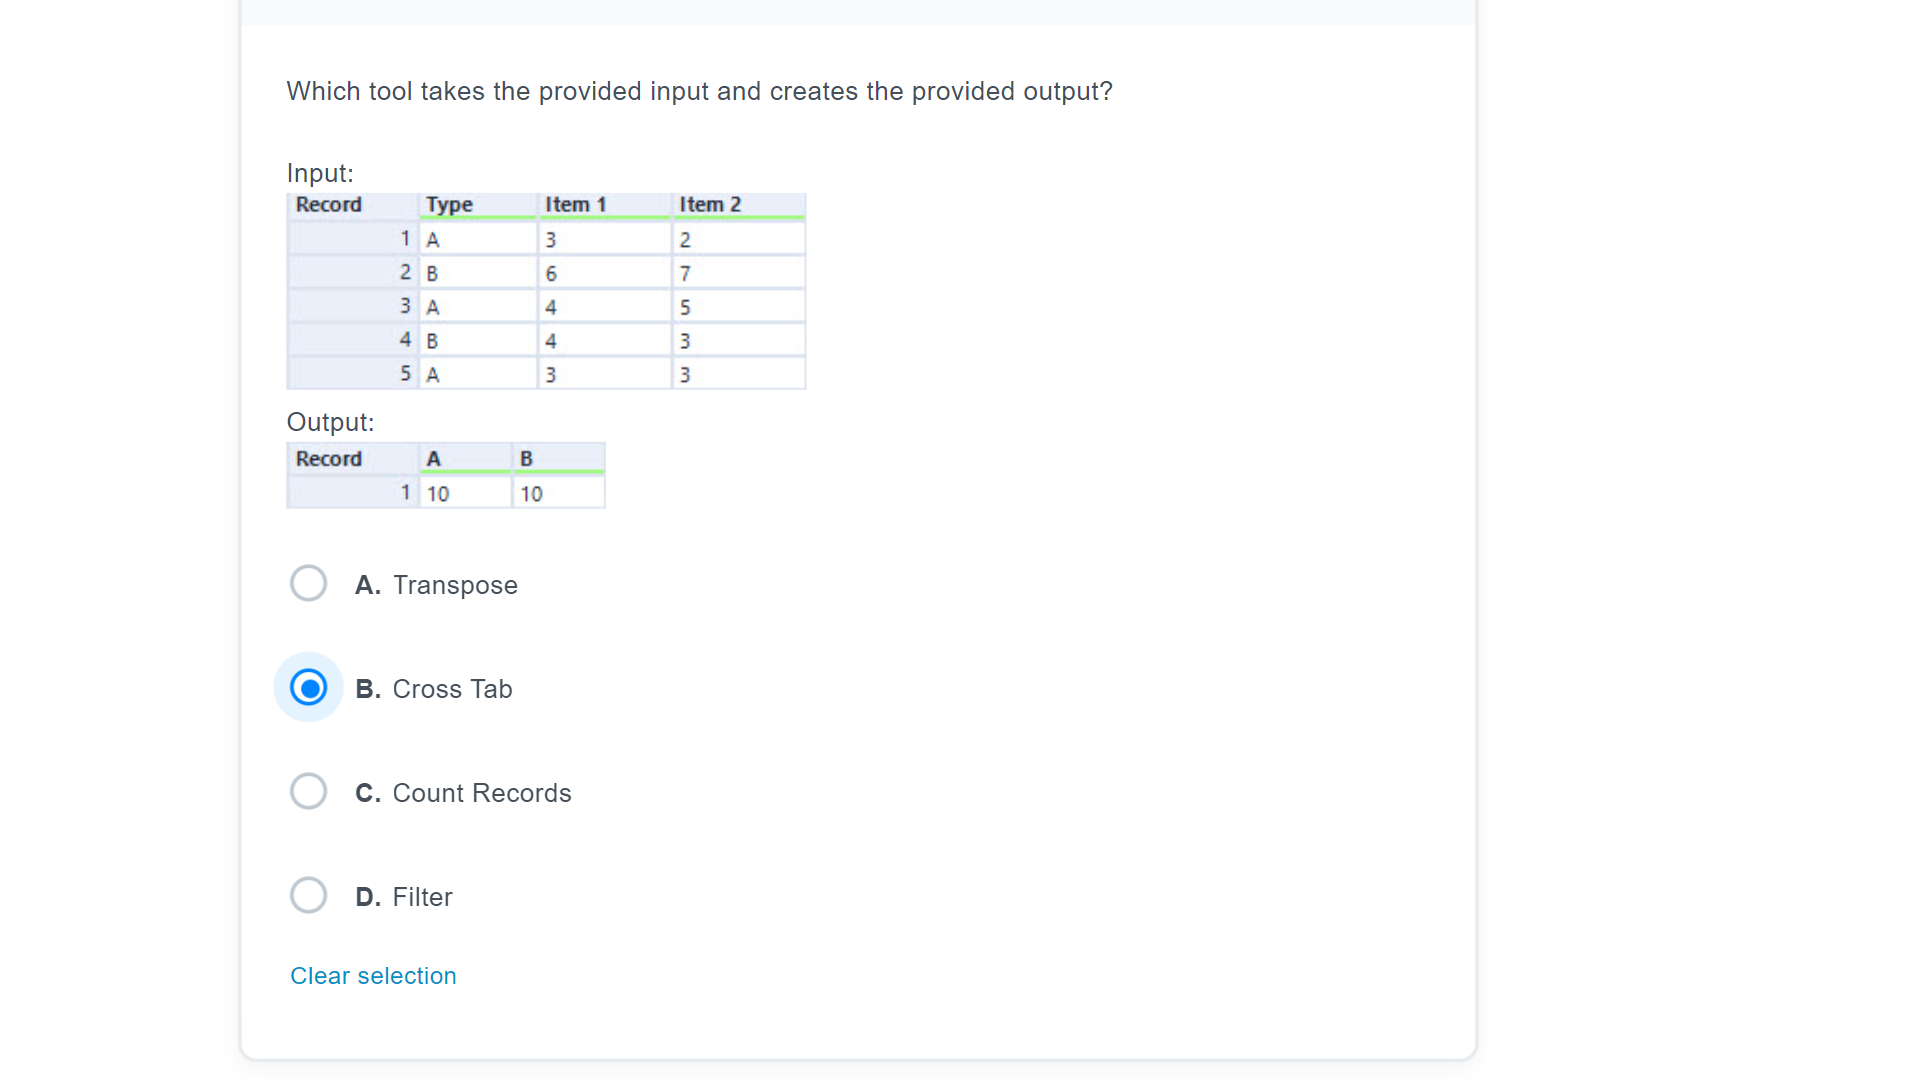 Which tool takes the provided input and creates the provided output?
Input:
Record Type Item 1 Item 2
1 A 3 2
2 B 6 7
3 A 4 5
4 B 4 3
5 A 3 3
Output:
Record A B
1 10 10
A. Transpose
B. Cross Tab
C. Count Records
D. Filter
Clear selection